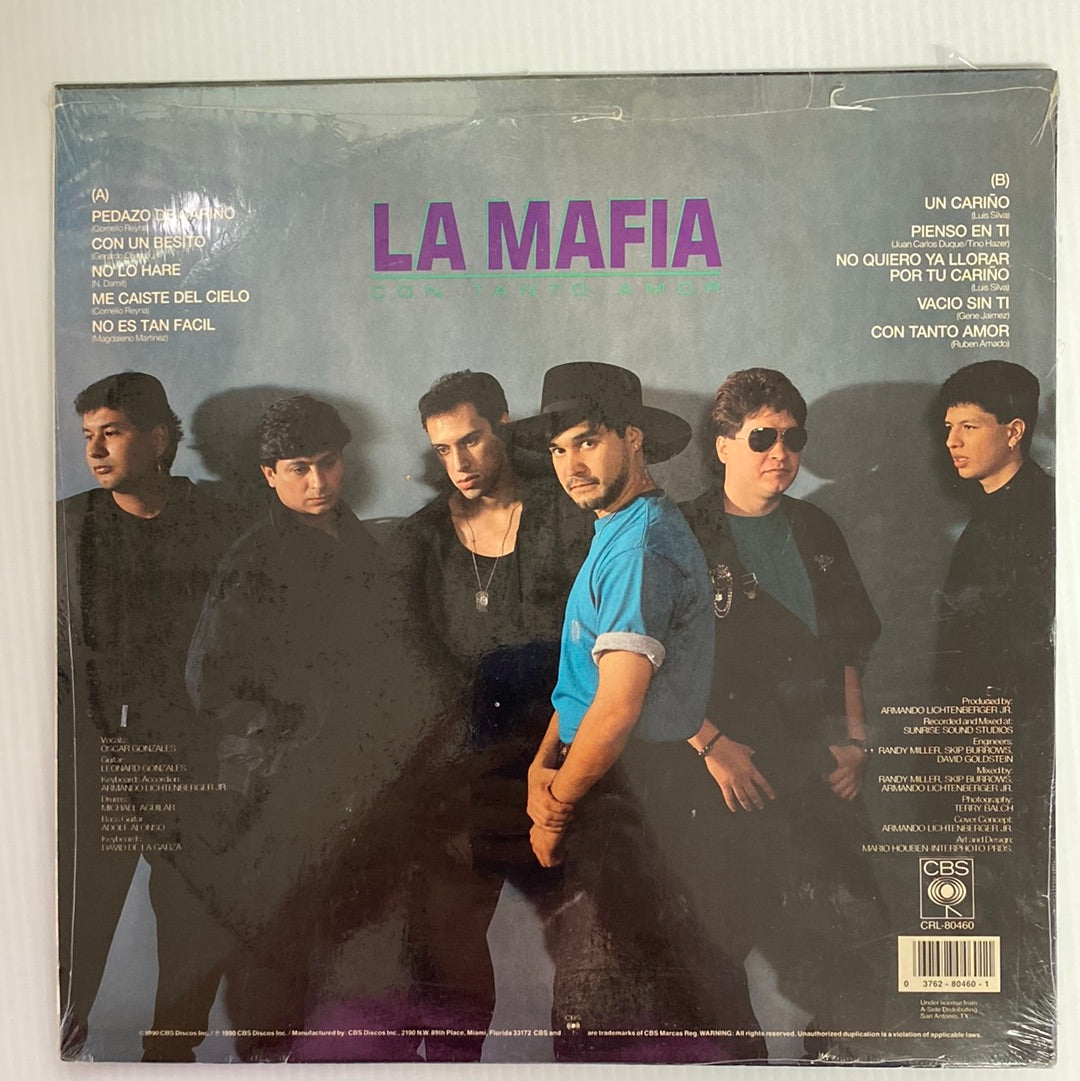 (A)
PEDAZO DE CARIÑO
(Cornelio Reyna)
CON UN BESITO
(Gerardo
NO LO HARE
(N. Damit)
ME CAISTE DEL CIELO
(Cornelio Reyna)
NO ES TAN FACIL
(Magdaleno Martinez)
LA MAFIA
CON TANTO AMOR
(B)
UN CARIÑO
(Luis Silva)
PIENSO EN TI
(Juan Carlos Duque/Tino Hazer)
NO QUIERO YA LLORAR
POR TU CARIÑO
(Luis Silva)
VACIO SIN TI
(Gene Jaimez)
CON TANTO AMOR
(Ruben Amado)
Vocals:
OSCAR GONZALES
Guitar:
LEONARD GONZALES
Keyboards Accordian:
ARMANDO LICHTENBERGER JR.
Drums:
MICHAEL AGUILAR
Bass Guitar:
ADOLF ALONSO
Keyboards:
DAVID DE LA GARZA
Produced by:
ARMANDO LICHTENBERGER JR.
Recorded and Mixed at:
SUNRISE SOUND STUDIOS
Engineers:
RANDY MILLER, SKIP BURROWS,
DAVID GOLDSTEIN
Mixed by:
RANDY MILLER, SKIP BURROWS,
ARMANDO LICHTENBERGER JR.
Photography:
TERRY BALCH
Cover Concept:
ARMANDO LICHTENBERGER JR.
Art and Design:
MARIO HOUBEN-INTERPHOTO PRDS.
CBS
CRL-80460
0 3762-80460-1
Under license from
A-Side Distributing
San Antonio, TX
©1990 CBS Discos Inc./℗ 1990 CBS Discos Inc./Manufactured by: CBS Discos Inc., 2190 N.W. 89th Place, Miami, Florida 33172 CBS and CBS are trademarks of CBS Marcas Reg. WARNING: All rights reserved. Unauthorized duplication is a violation of applicable laws.